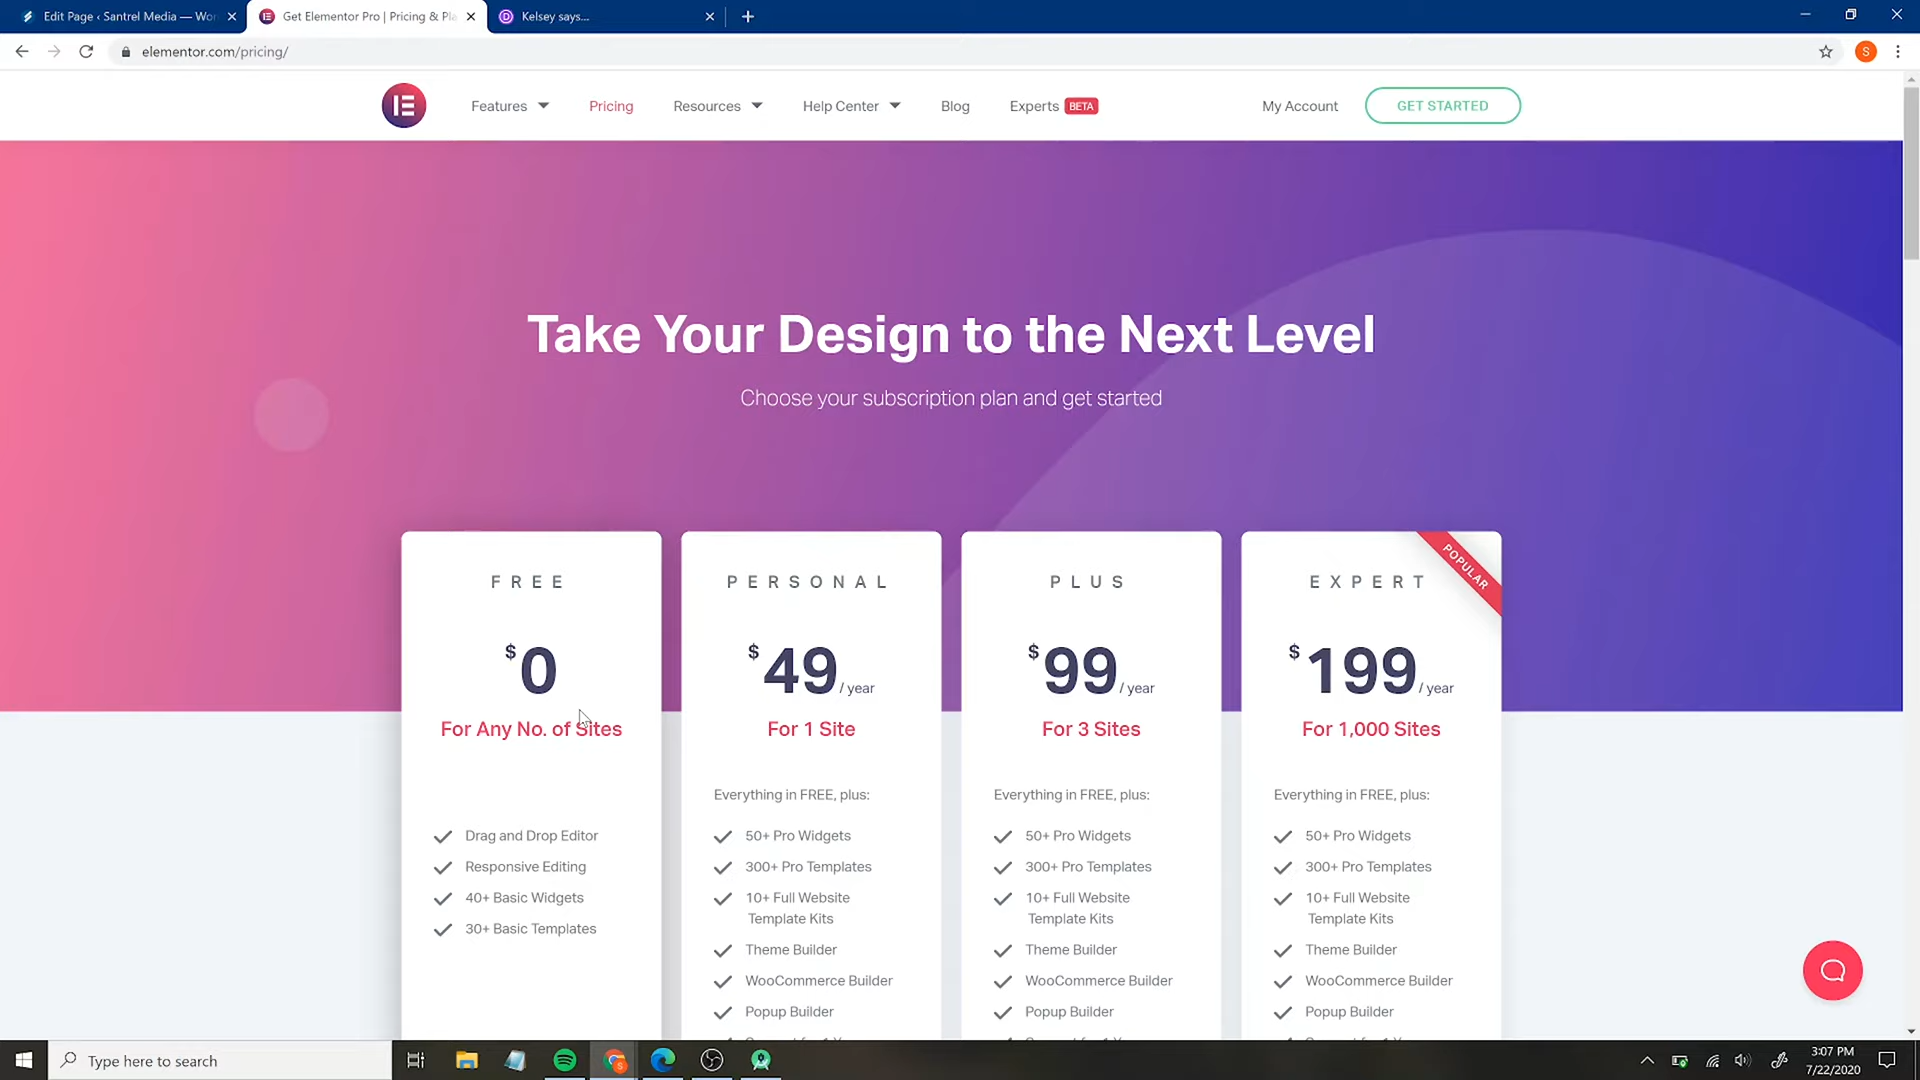 Edit Page ‹ Santrel Media — Wor
Get Elementor Pro | Pricing & Pla
Kelsey says...
elementor.com/pricing/
S
Features
Pricing
Resources
Help Center
Blog
Experts BETA
My Account
GET STARTED
Take Your Design to the Next Level
Choose your subscription plan and get started
FREE
$0
For Any No. of Sites
Drag and Drop Editor
Responsive Editing
40+ Basic Widgets
30+ Basic Templates
PERSONAL
$49 / year
For 1 Site
Everything in FREE, plus:
50+ Pro Widgets
300+ Pro Templates
10+ Full Website
Template Kits
Theme Builder
WooCommerce Builder
Popup Builder
PLUS
$99 / year
For 3 Sites
Everything in FREE, plus:
50+ Pro Widgets
300+ Pro Templates
10+ Full Website
Template Kits
Theme Builder
WooCommerce Builder
Popup Builder
POPULAR
EXPERT
$199 / year
For 1,000 Sites
Everything in FREE, plus:
50+ Pro Widgets
300+ Pro Templates
10+ Full Website
Template Kits
Theme Builder
WooCommerce Builder
Popup Builder
Type here to search
3:07 PM
7/22/2020